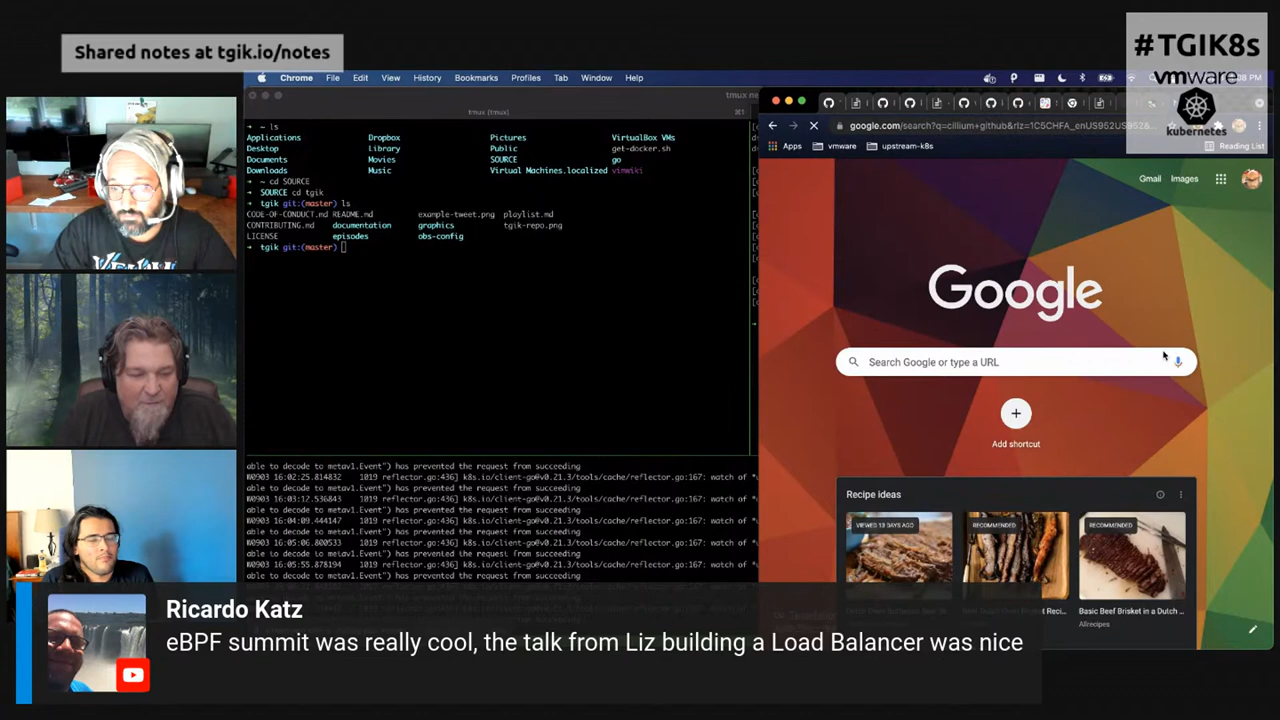 Shared notes at tgik.io/notes
#TGIK8s
vmware
kubernetes
Chrome File Edit View History Bookmarks Profiles Tab Window Help
tmux (tmux)
→ ~ ls
Applications Dropbox Pictures VirtualBox VMs
Desktop Library Public get-docker.sh
Documents Movies SOURCE go
Downloads Music Virtual Machines.localized vimwiki
→ ~ cd SOURCE
→ SOURCE cd tgik
→ tgik git:(master) ls
CODE-OF-CONDUCT.md README.md example-tweet.png playlist.md
CONTRIBUTING.md documentation graphics tgik-repo.png
LICENSE episodes obs-config
→ tgik git:(master)
able to decode to metav1.Event") has prevented the request from succeeding
W0903 16:02:25.814832 1019 reflector.go:436] k8s.io/client-go@v0.21.3/tools/cache/reflector.go:167: watch of
able to decode to metav1.Event") has prevented the request from succeeding
W0903 16:03:12.536843 1019 reflector.go:436] k8s.io/client-go@v0.21.3/tools/cache/reflector.go:167: watch of
able to decode to metav1.Event") has prevented the request from succeeding
W0903 16:04:09.444147 1019 reflector.go:436] k8s.io/client-go@v0.21.3/tools/cache/reflector.go:167: watch of
able to decode to metav1.Event") has prevented the request from succeeding
W0903 16:05:06.800533 1019 reflector.go:436] k8s.io/client-go@v0.21.3/tools/cache/reflector.go:167: watch of
able to decode to metav1.Event") has prevented the request from succeeding
W0903 16:05:55.878194 1019 reflector.go:436] k8s.io/client-go@v0.21.3/tools/cache/reflector.go:167: watch of
able to decode to metav1.Event") has prevented the request from succeeding
google.com/search?q=cillium+github&rlz=1C5CHFA_enUS952US952&
Apps vmware upstream-k8s Reading List
Gmail Images
Google
Search Google or type a URL
Add shortcut
Recipe ideas
VIEWED 13 DAYS AGO RECOMMENDED RECOMMENDED
Basic Beef Brisket in a Dutch ...
Allrecipes
Ricardo Katz
eBPF summit was really cool, the talk from Liz building a Load Balancer was nice